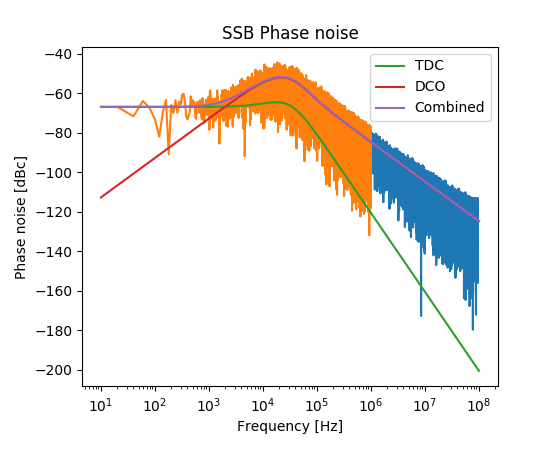 SSB Phase noise
TDC
DCO
Combined
−40
−60
−80
−100
−120
−140
−160
−180
−200
Phase noise [dBc]
10¹
10²
10³
10⁴
10⁵
10⁶
10⁷
10⁸
Frequency [Hz]